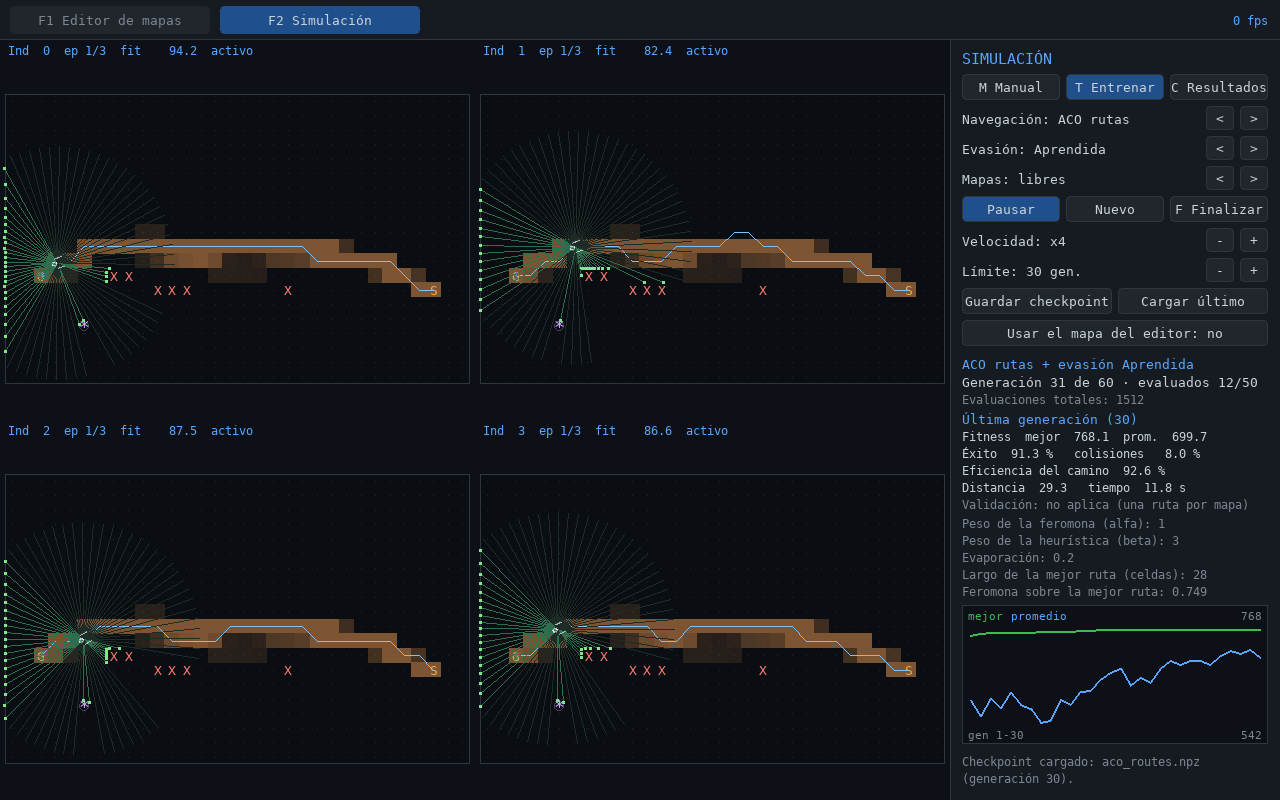 F1 Editor de mapas
F2 Simulación
0 fps
Ind 0 ep 1/3 fit 94.2 activo
Ind 1 ep 1/3 fit 82.4 activo
G X X X X X X S
G X X X X X X S
Ind 2 ep 1/3 fit 87.5 activo
Ind 3 ep 1/3 fit 86.6 activo
G X X X X X X S
G X X X X X X S
SIMULACIÓN
M Manual
T Entrenar
C Resultados
Navegación: ACO rutas < >
Evasión: Aprendida < >
Mapas: libres < >
Pausar
Nuevo
F Finalizar
Velocidad: x4 - +
Límite: 30 gen. - +
Guardar checkpoint
Cargar último
Usar el mapa del editor: no
ACO rutas + evasión Aprendida
Generación 31 de 60 · evaluados 12/50
Evaluaciones totales: 1512
Última generación (30)
Fitness mejor 768.1 prom. 699.7
Éxito 91.3 % colisiones 8.0 %
Eficiencia del camino 92.6 %
Distancia 29.3 tiempo 11.8 s
Validación: no aplica (una ruta por mapa)
Peso de la feromona (alfa): 1
Peso de la heurística (beta): 3
Evaporación: 0.2
Largo de la mejor ruta (celdas): 28
Feromona sobre la mejor ruta: 0.749
mejor promedio 768
gen 1-30 542
Checkpoint cargado: aco_routes.npz
(generación 30).